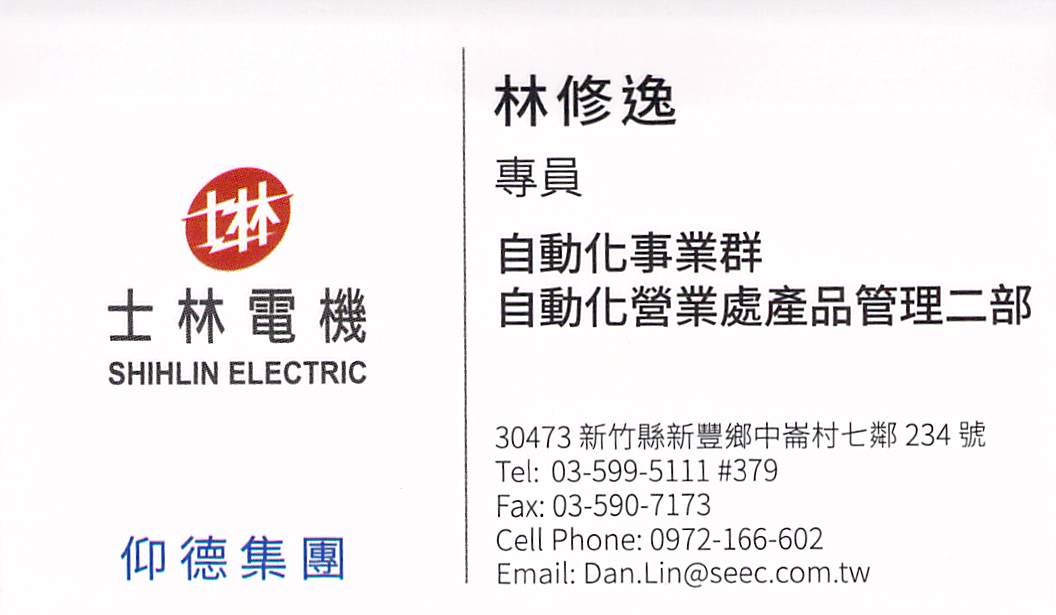 士林
士林電機
SHIHLIN ELECTRIC
仰德集團
林修逸
專員
自動化事業群
自動化營業處產品管理二部
30473 新竹縣新豐鄉中崙村七鄰 234 號
Tel: 03-599-5111 #379
Fax: 03-590-7173
Cell Phone: 0972-166-602
Email: Dan.Lin@seec.com.tw